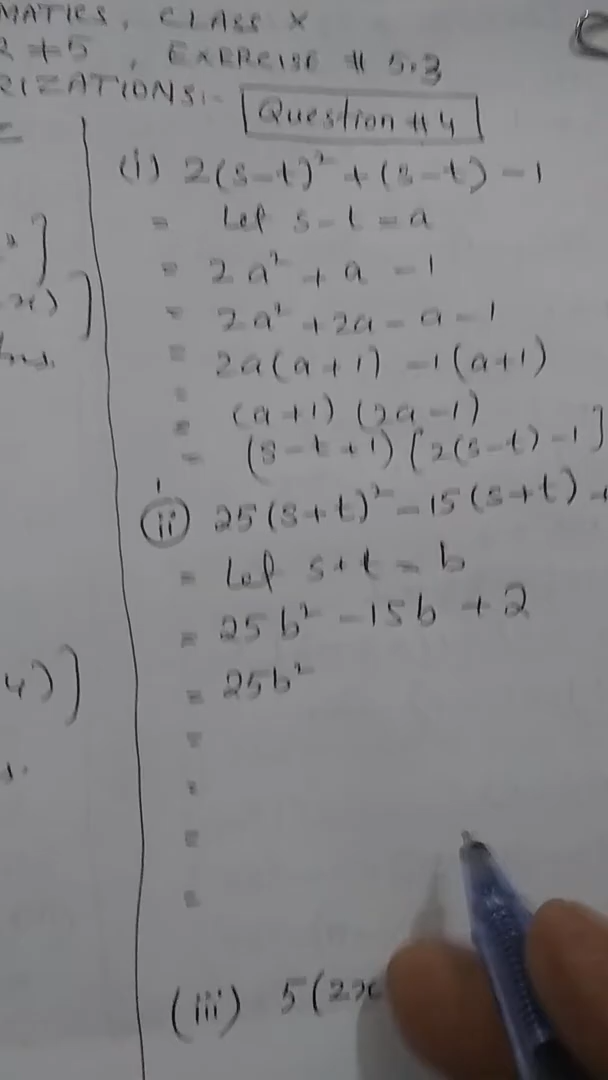 MATICS, CLASS X
R # 5, EXERCISE # 5.3
RIZATIONS:-
Question # 4
(i) 2(s-t)² + (s-t) - 1
= Let s-t = a
= 2a² + a - 1
= 2a² + 2a - a - 1
= 2a(a+1) -1(a+1)
= (a+1) (2a-1)
= (s-t+1) [2(s-t)-1]
(ii) 25(s+t)² - 15(s+t) +
= Let s+t = b
= 25b² - 15b + 2
= 25b²
=
=
=
=
(iii) 5(2x
4)]